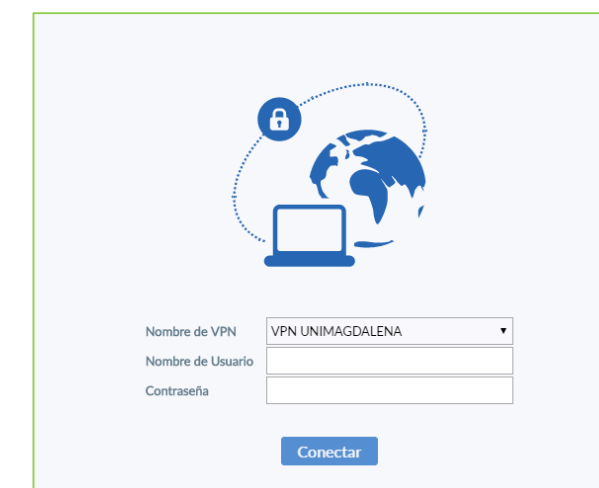 Nombre de VPN VPN UNIMAGDALENA
Nombre de Usuario
Contraseña
Conectar